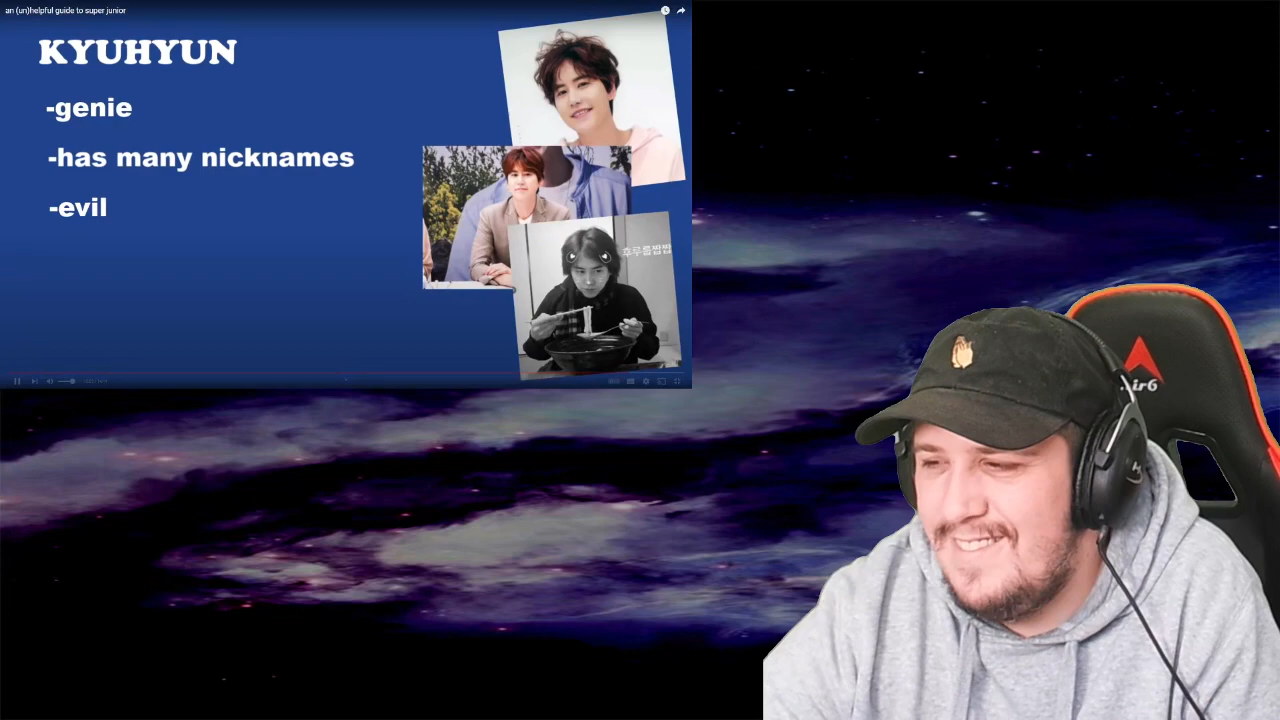 an (un)helpful guide to super junior
KYUHYUN
-genie
-has many nicknames
-evil
후루룹짭짭